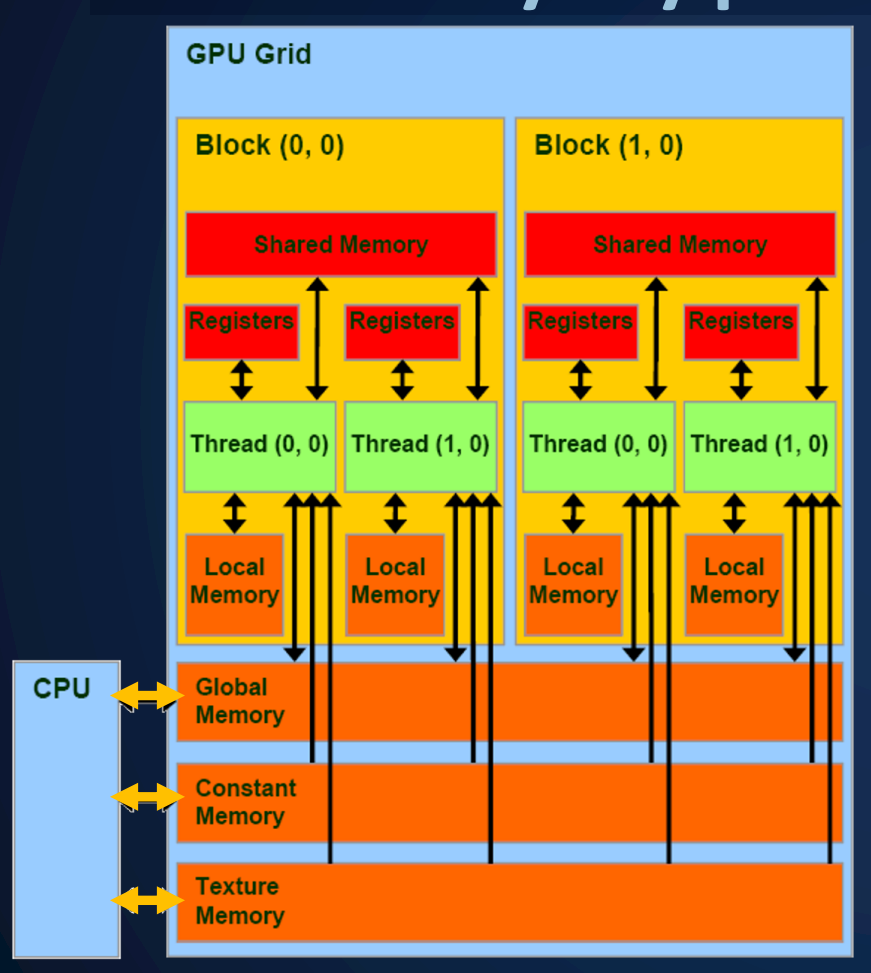 GPU Grid
Block (0, 0)
Block (1, 0)
Shared Memory
Shared Memory
Registers
Registers
Registers
Registers
Thread (0, 0)
Thread (1, 0)
Thread (0, 0)
Thread (1, 0)
Local
Memory
Local
Memory
Local
Memory
Local
Memory
CPU
Global
Memory
Constant
Memory
Texture
Memory